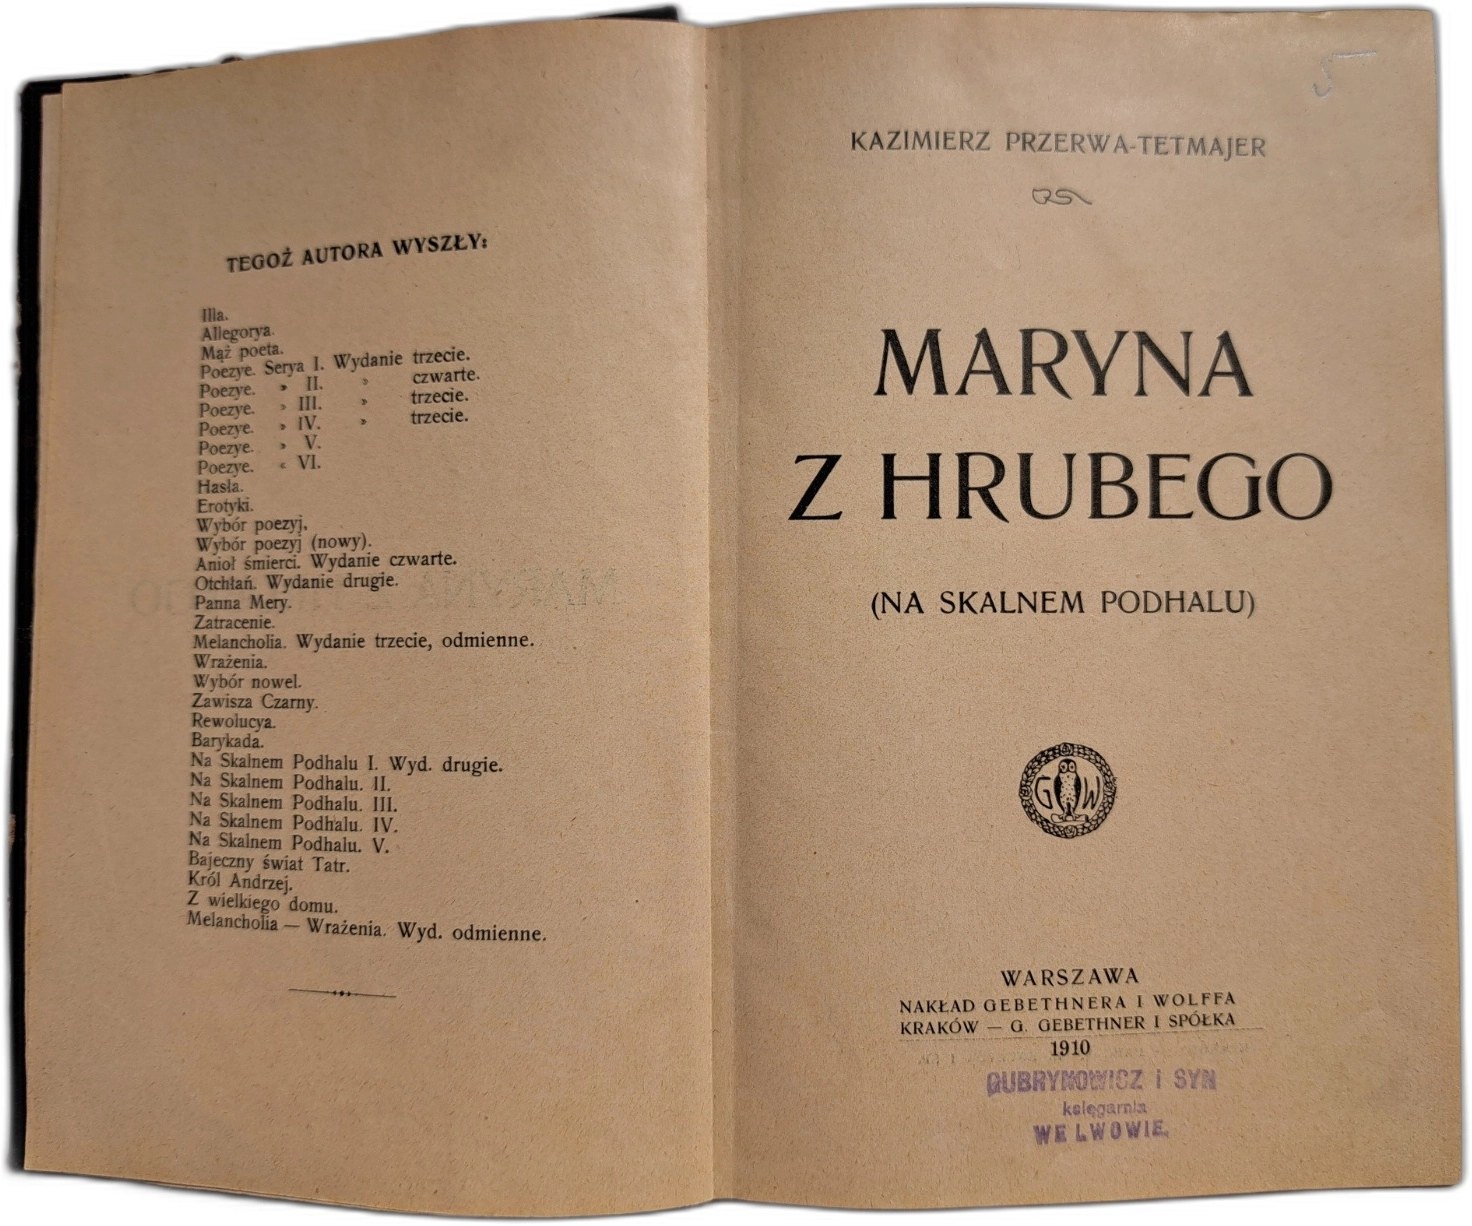 TEGOŻ AUTORA WYSZŁY:
Illa.
Allegorya.
Mąż poeta.
Poezye. Serya I. Wydanie trzecie.
Poezye. » II. » czwarte.
Poezye. » III. » trzecie.
Poezye. » IV. » trzecie.
Poezye. » V.
Poezye. « VI.
Hasła.
Erotyki.
Wybór poezyj.
Wybór poezyj (nowy).
Anioł śmierci. Wydanie czwarte.
Otchłań. Wydanie drugie.
Panna Mery.
Zatracenie.
Melancholia. Wydanie trzecie, odmienne.
Wrażenia.
Wybór nowel.
Zawisza Czarny.
Rewolucya.
Barykada.
Na Skalnem Podhalu I. Wyd. drugie.
Na Skalnem Podhalu. II.
Na Skalnem Podhalu. III.
Na Skalnem Podhalu. IV.
Na Skalnem Podhalu. V.
Bajeczny świat Tatr.
Król Andrzej.
Z wielkiego domu.
Melancholia — Wrażenia. Wyd. odmienne.
5
KAZIMIERZ PRZERWA-TETMAJER
MARYNA
Z HRUBEGO
(NA SKALNEM PODHALU)
G W
WARSZAWA
NAKŁAD GEBETHNERA I WOLFFA
KRAKÓW — G. GEBETHNER I SPÓŁKA
1910
GUBRYNOWICZ i SYN
księgarnia
WE LWOWIE.